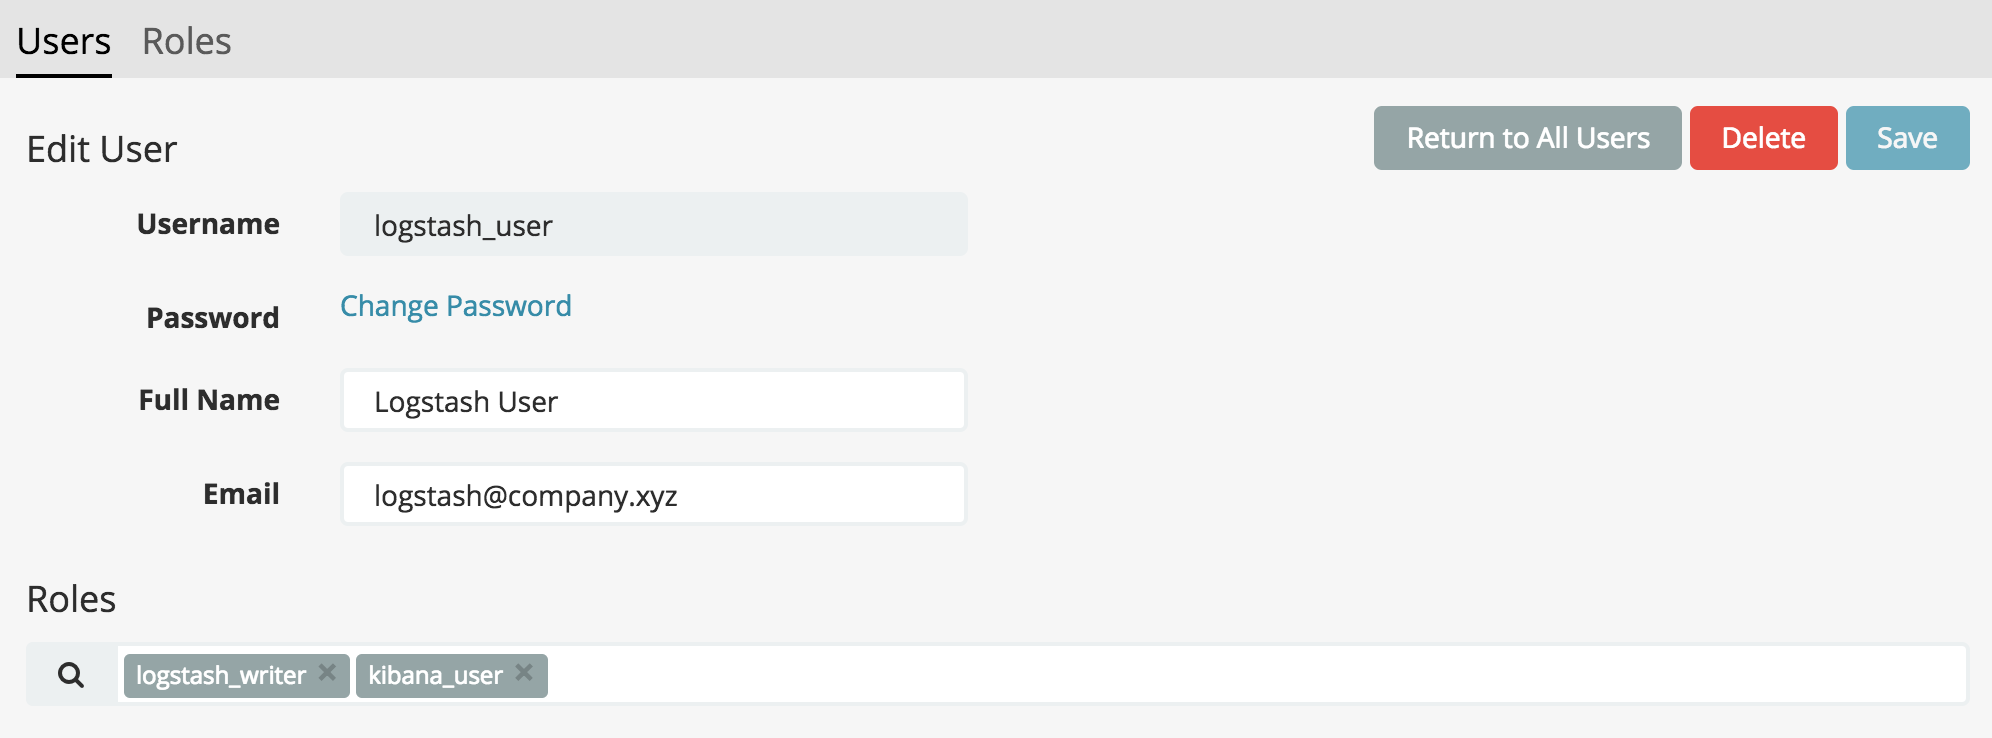 Users Roles
Edit User
Return to All Users Delete Save
Username logstash_user
Password Change Password
Full Name Logstash User
Email logstash@company.xyz
Roles
logstash_writer × kibana_user ×